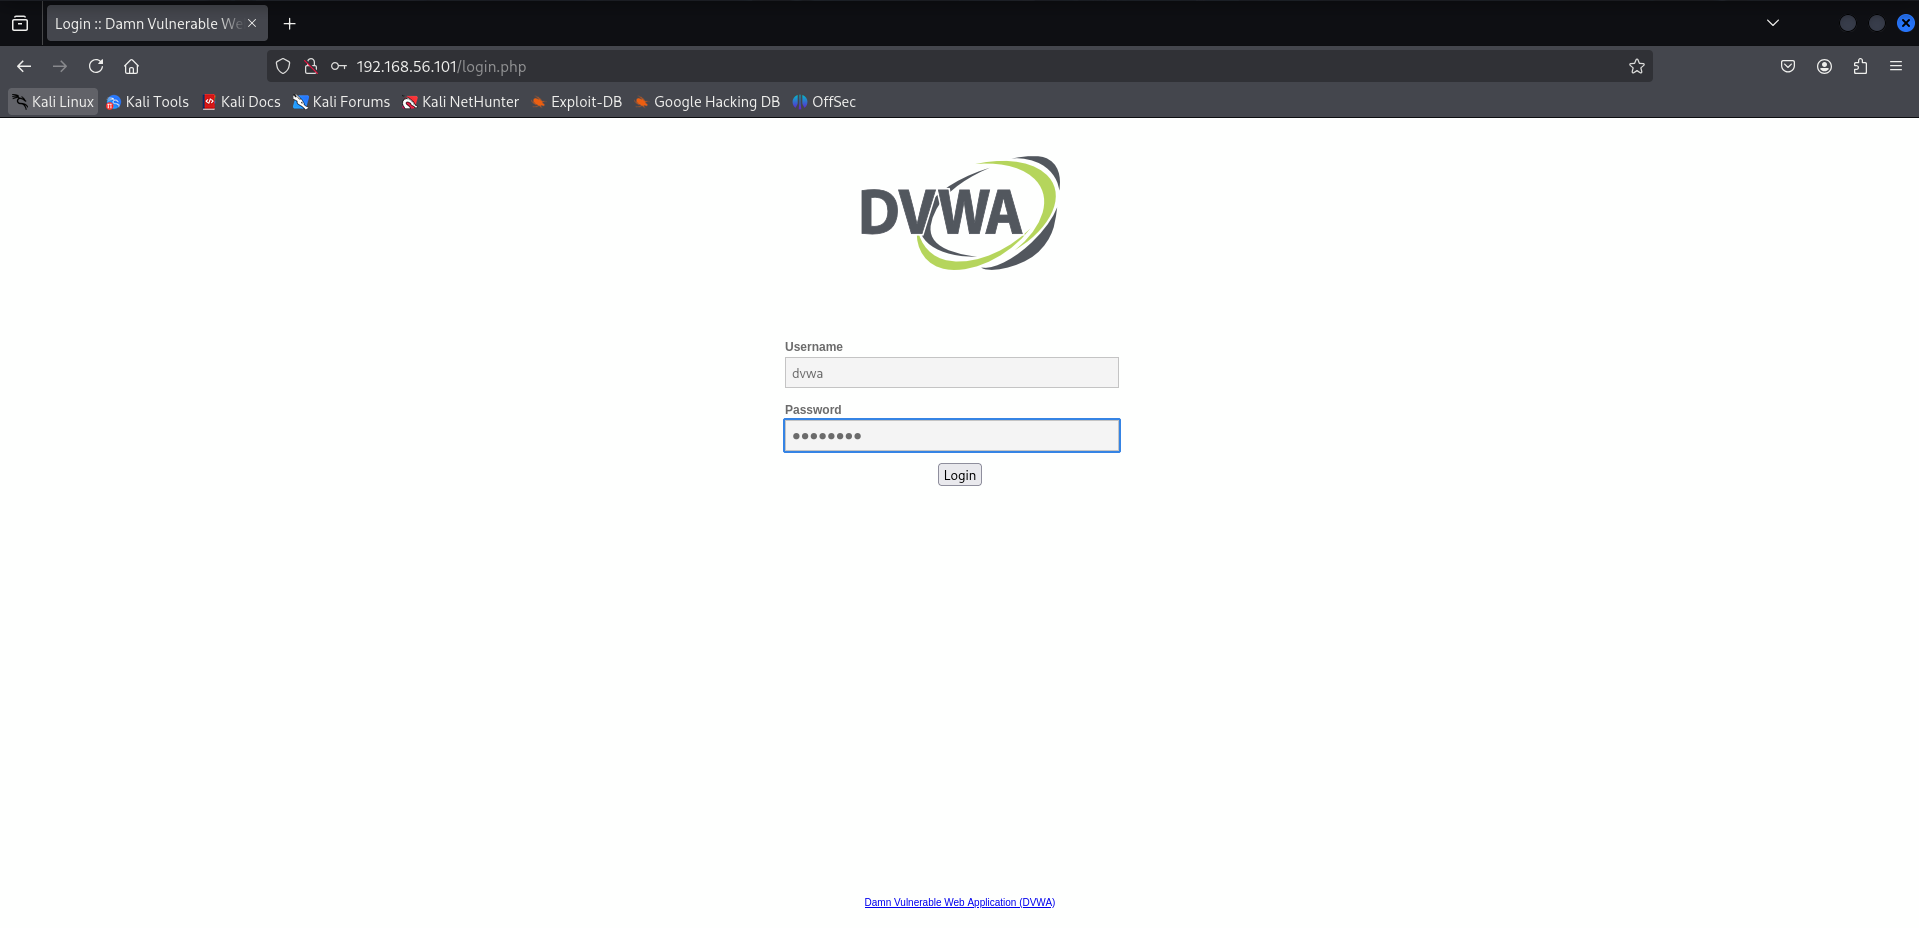 Login :: Damn Vulnerable We
192.168.56.101/login.php
Kali Linux Kali Tools Kali Docs Kali Forums Kali NetHunter Exploit-DB Google Hacking DB OffSec
DVWA
Username
dvwa
Password
••••••••
Login
Damn Vulnerable Web Application (DVWA)